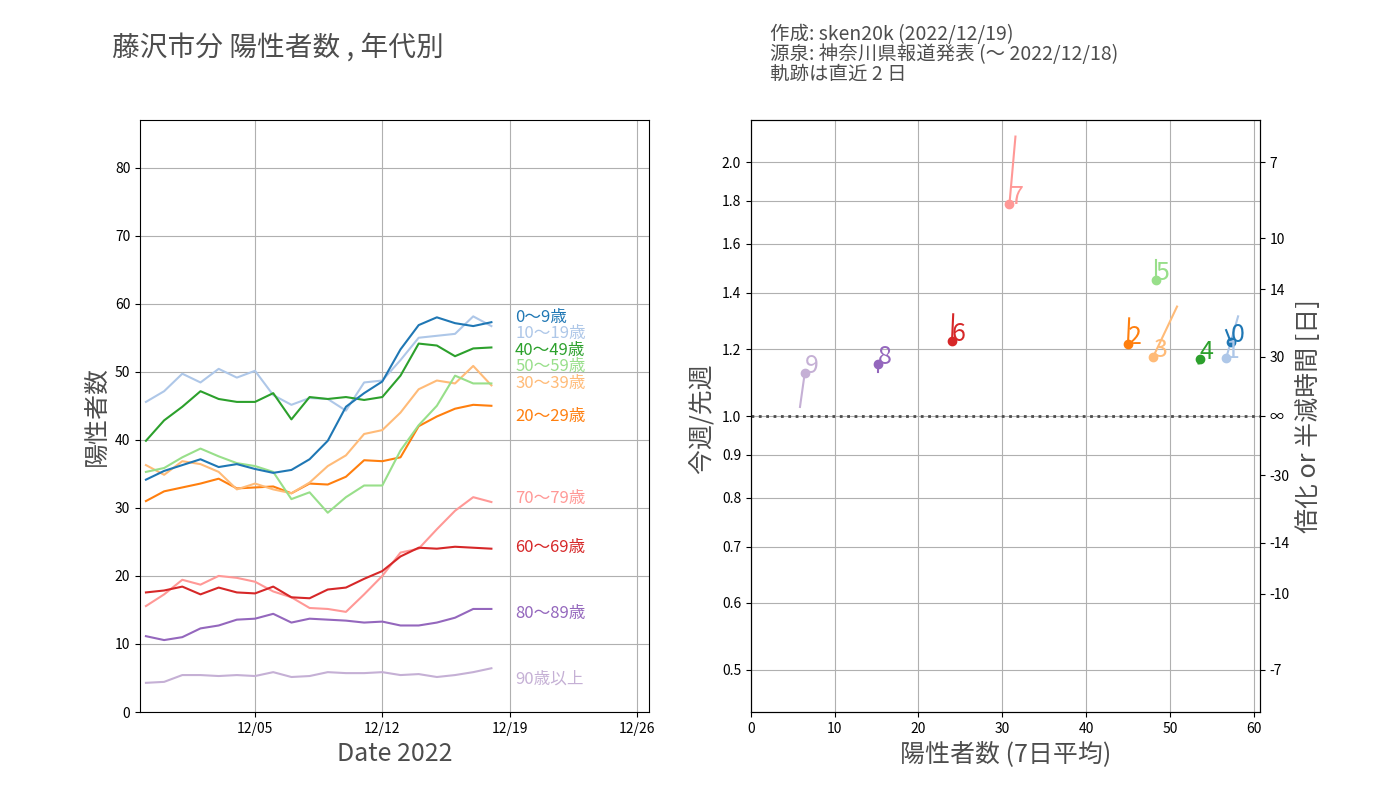 藤沢市分 陽性者数 , 年代別
作成: sken20k (2022/12/19)
源泉: 神奈川県報道発表 (〜 2022/12/18)
軌跡は直近 2 日
陽性者数
80
70
60
50
40
30
20
10
0
0〜9歳
10〜19歳
40〜49歳
50〜59歳
30〜39歳
20〜29歳
70〜79歳
60〜69歳
80〜89歳
90歳以上
12/05
12/12
12/19
12/26
Date 2022
今週/先週
2.0
1.8
1.6
1.4
1.2
1.0
0.9
0.8
0.7
0.6
0.5
7
5
6
2
3
4
1
0
8
9
7
10
14
30
∞
-30
-14
-10
-7
倍化 or 半減時間 [日]
0
10
20
30
40
50
60
陽性者数 (7日平均)